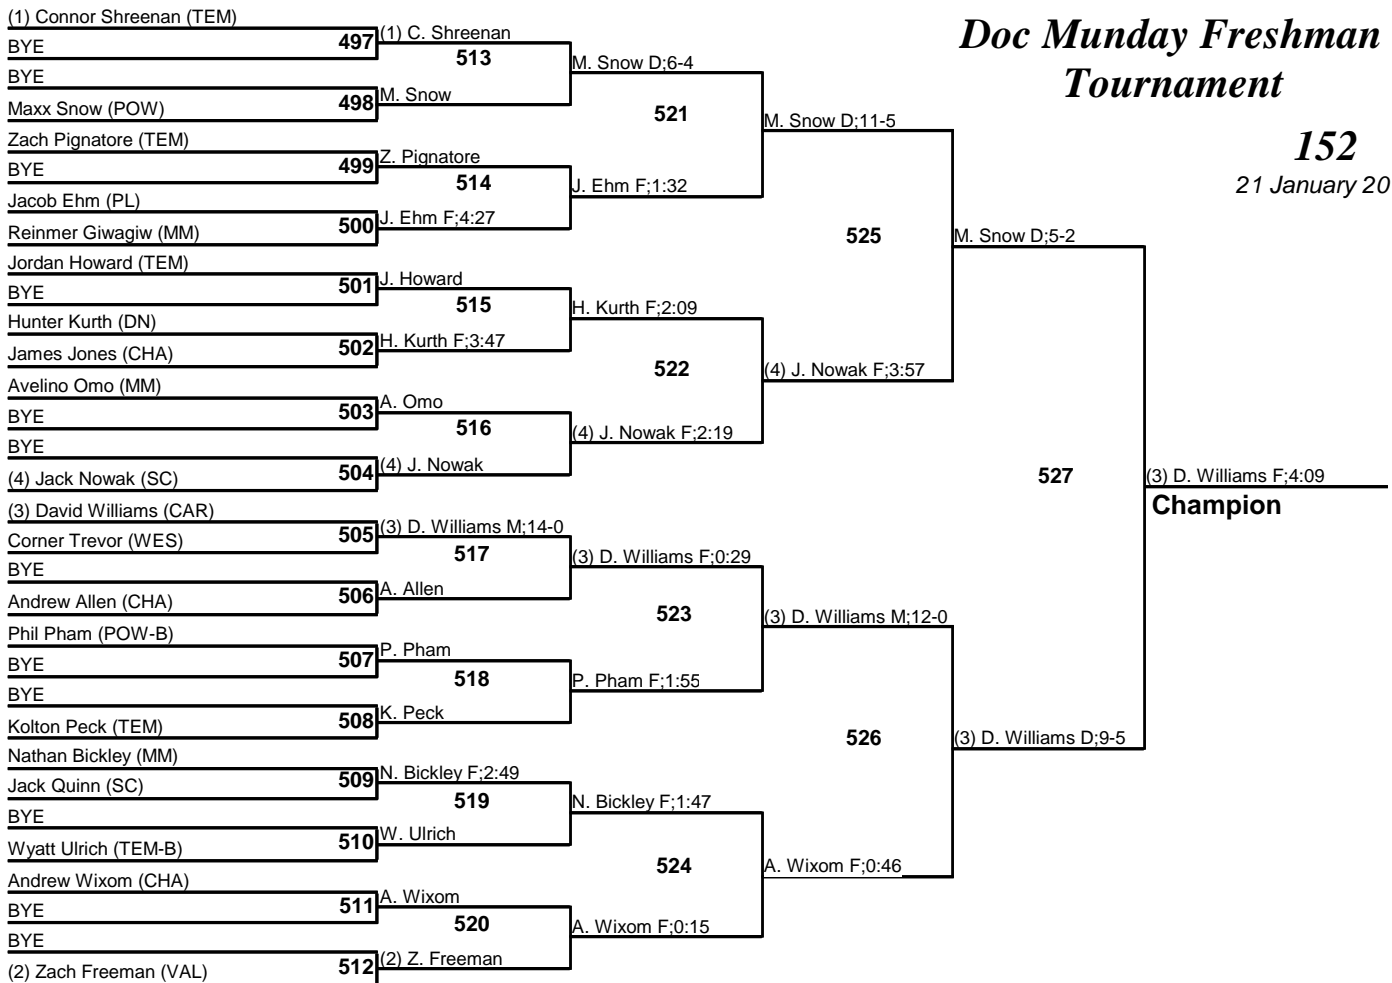 Doc Munday Freshman
Tournament
152
21 January 20
(1) Connor Shreenan (TEM)
BYE
497
BYE
Maxx Snow (POW)
498
Zach Pignatore (TEM)
BYE
499
Jacob Ehm (PL)
Reinmer Giwagiw (MM)
500
Jordan Howard (TEM)
BYE
501
Hunter Kurth (DN)
James Jones (CHA)
502
Avelino Omo (MM)
BYE
503
BYE
(4) Jack Nowak (SC)
504
(3) David Williams (CAR)
Corner Trevor (WES)
505
BYE
Andrew Allen (CHA)
506
Phil Pham (POW-B)
BYE
507
BYE
Kolton Peck (TEM)
508
Nathan Bickley (MM)
Jack Quinn (SC)
509
BYE
Wyatt Ulrich (TEM-B)
510
Andrew Wixom (CHA)
BYE
511
BYE
(2) Zach Freeman (VAL)
512
(1) C. Shreenan
513
M. Snow
Z. Pignatore
514
J. Ehm F;4:27
J. Howard
515
H. Kurth F;3:47
A. Omo
516
(4) J. Nowak
(3) D. Williams M;14-0
517
A. Allen
P. Pham
518
K. Peck
N. Bickley F;2:49
519
W. Ulrich
A. Wixom
520
(2) Z. Freeman
M. Snow D;6-4
521
J. Ehm F;1:32
H. Kurth F;2:09
522
(4) J. Nowak F;2:19
(3) D. Williams F;0:29
523
P. Pham F;1:55
N. Bickley F;1:47
524
A. Wixom F;0:15
M. Snow D;11-5
525
(4) J. Nowak F;3:57
(3) D. Williams M;12-0
526
A. Wixom F;0:46
M. Snow D;5-2
527
(3) D. Williams D;9-5
(3) D. Williams F;4:09
Champion